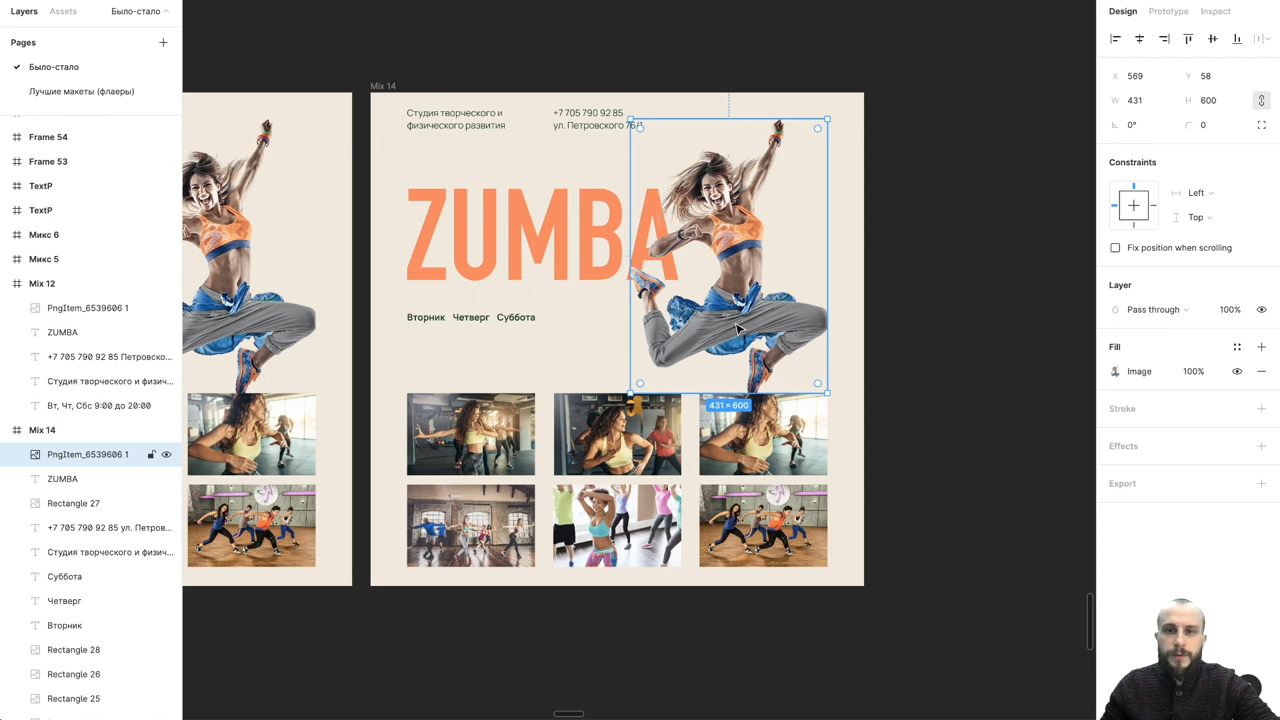 Layers
Assets
Было-стало
Pages
Было-стало
Лучшие макеты (флаеры)
Frame 54
Frame 53
TextP
TextP
Микс 6
Микс 5
Mix 12
PngItem_6539606 1
ZUMBA
+7 705 790 92 85 Петровско...
Студия творческого и физич...
Вт, Чт, Сбс 9:00 до 20:00
Mix 14
PngItem_6539606 1
ZUMBA
Rectangle 27
+7 705 790 92 85 ул. Петров...
Студия творческого и физич...
Суббота
Четверг
Вторник
Rectangle 28
Rectangle 26
Rectangle 25
Mix 14
Студия творческого и
физического развития
+7 705 790 92 85
ул. Петровского 76/1
ZUMBA
Вторник Четверг Суббота
431 × 600
Design
Prototype
Inspect
X 569
Y 58
W 431
H 600
0°
0
Constraints
Left
Top
Fix position when scrolling
Layer
Pass through
100%
Fill
Image
100%
Stroke
Effects
Export